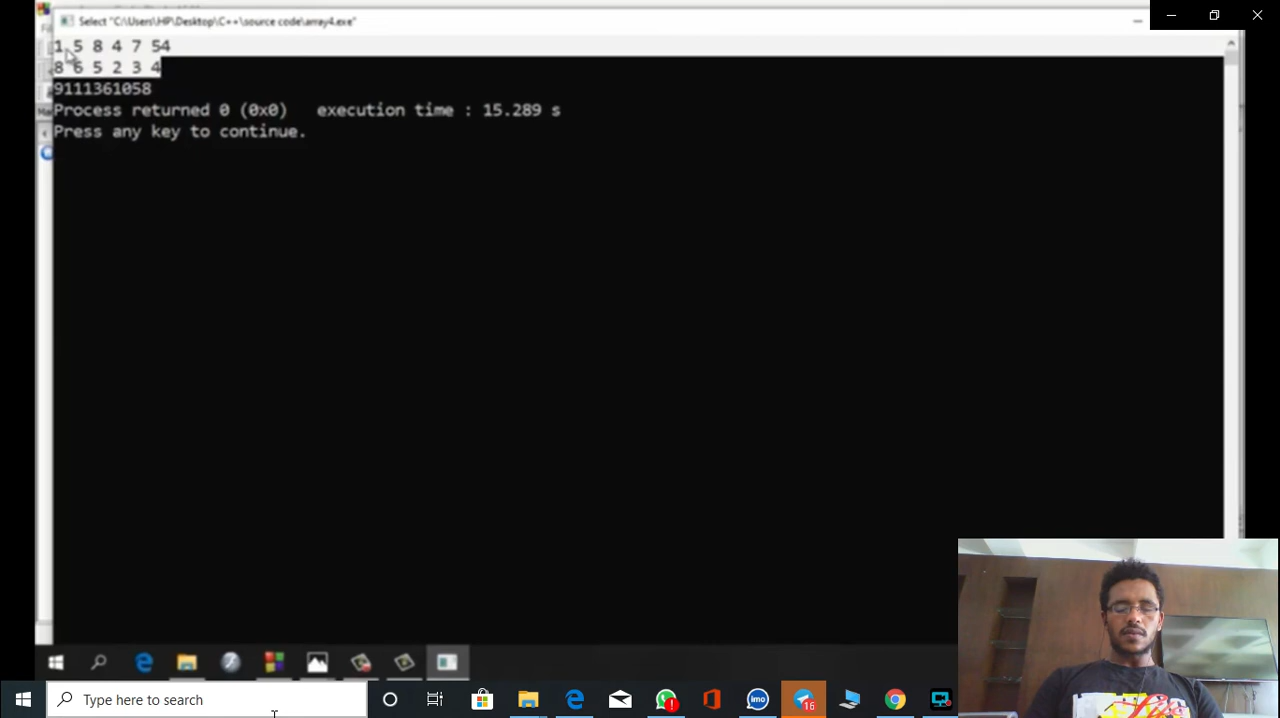 Select "C:\Users\HP\Desktop\C++\source code\array4.exe"
1 5 8 4 7 54
8 6 5 2 3 4
9111361058
Process returned 0 (0x0)   execution time : 15.289 s
Press any key to continue.
Type here to search
imo
16